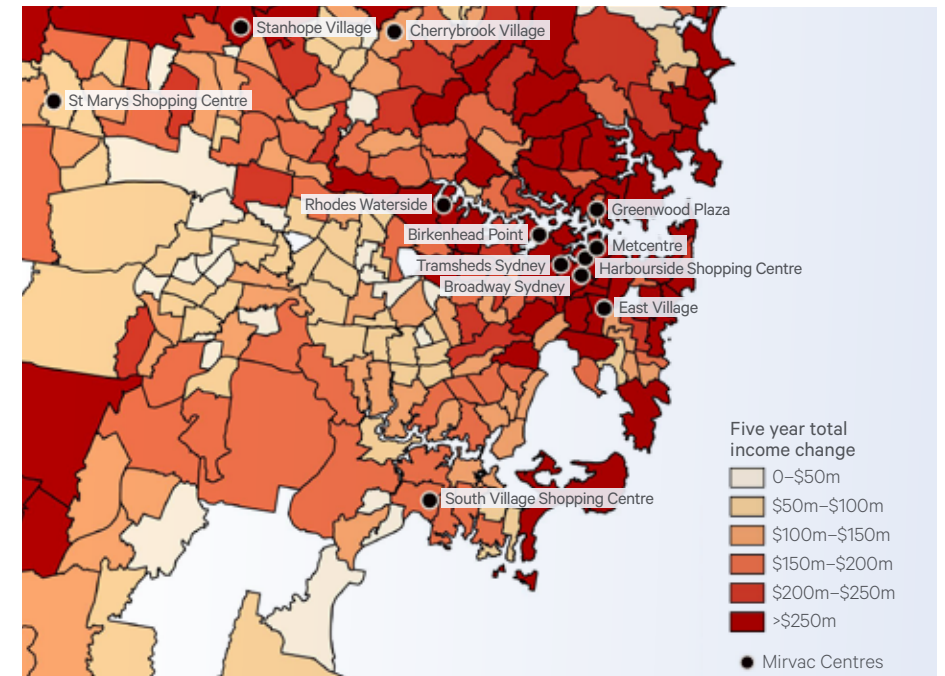 Stanhope Village
Cherrybrook Village
St Marys Shopping Centre
Rhodes Waterside
Greenwood Plaza
Birkenhead Point
Metcentre
Tramsheds Sydney
Harbourside Shopping Centre
Broadway Sydney
East Village
South Village Shopping Centre
Five year total
income change
0–$50m
$50m–$100m
$100m–$150m
$150m–$200m
$200m–$250m
>$250m
Mirvac Centres